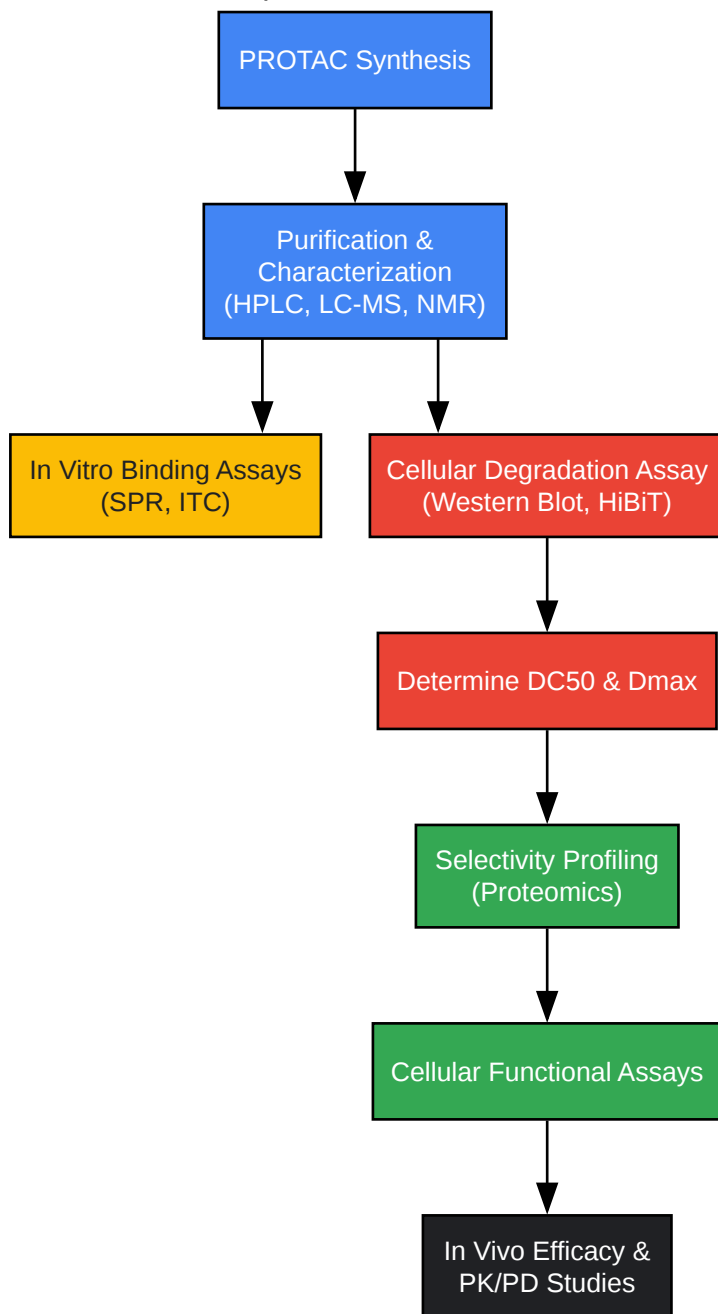 PROTAC Synthesis
Purification &
Characterization
(HPLC, LC-MS, NMR)
In Vitro Binding Assays
(SPR, ITC)
Cellular Degradation Assay
(Western Blot, HiBiT)
Determine DC50 & Dmax
Selectivity Profiling
(Proteomics)
Cellular Functional Assays
In Vivo Efficacy &
PK/PD Studies